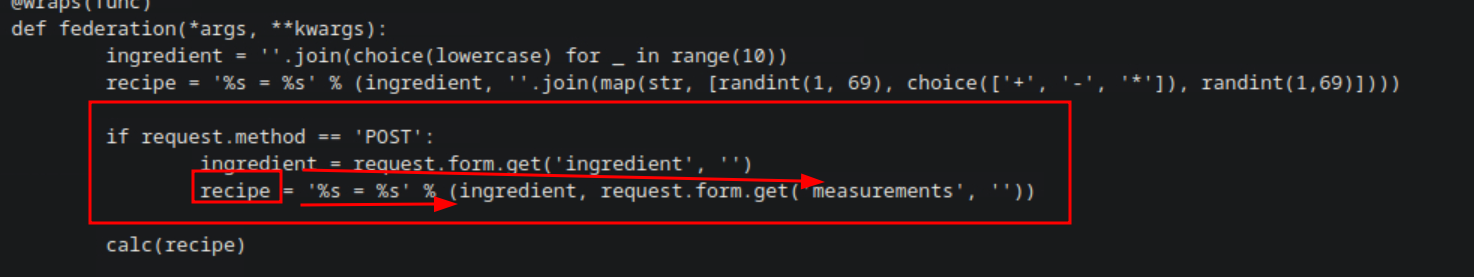 @wraps(func)
def federation(*args, **kwargs):
ingredient = ''.join(choice(lowercase) for _ in range(10))
recipe = '%s = %s' % (ingredient, ''.join(map(str, [randint(1, 69), choice(['+', '-', '*']), randint(1,69)])))
if request.method == 'POST':
ingredient = request.form.get('ingredient', '')
recipe = '%s = %s' % (ingredient, request.form.get('measurements', ''))
calc(recipe)